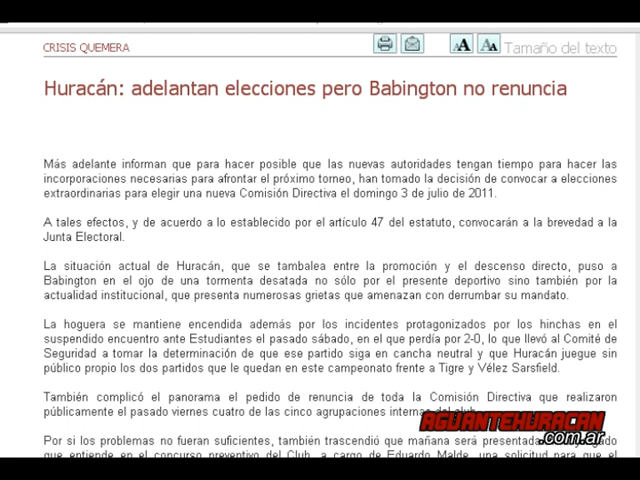 CRISIS QUEMERA
A A A A Tamaño del texto
Huracán: adelantan elecciones pero Babington no renuncia
Más adelante informan que para hacer posible que las nuevas autoridades tengan tiempo para hacer las
incorporaciones necesarias para afrontar el próximo torneo, han tomado la decisión de convocar a elecciones
extraordinarias para elegir una nueva Comisión Directiva el domingo 3 de julio de 2011.
A tales efectos, y de acuerdo a lo establecido por el artículo 47 del estatuto, convocarán a la brevedad a la
Junta Electoral.
La situación actual de Huracán, que se tambalea entre la promoción y el descenso directo, puso a
Babington en el ojo de una tormenta desatada no sólo por el presente deportivo sino también por la
actualidad institucional, que presenta numerosas grietas que amenazan con derrumbar su mandato.
La hoguera se mantiene encendida además por los incidentes protagonizados por los hinchas en el
suspendido encuentro ante Estudiantes el pasado sábado, en el que perdía por 2-0, lo que llevó al Comité de
Seguridad a tomar la determinación de que ese partido siga en cancha neutral y que Huracán juegue sin
público propio los dos partidos que le quedan en este campeonato frente a Tigre y Vélez Sarsfield.
También complicó el panorama el pedido de renuncia de toda la Comisión Directiva que realizaron
públicamente el pasado viernes cuatro de las cinco agrupaciones internas del club.
AGUANTEHURACAN
.com.ar
Por si los problemas no fueran suficientes, también trascendió que mañana será presentada
que entiende en el concurso preventivo del Club, a cargo de Eduardo Malde, una solicitud para que el